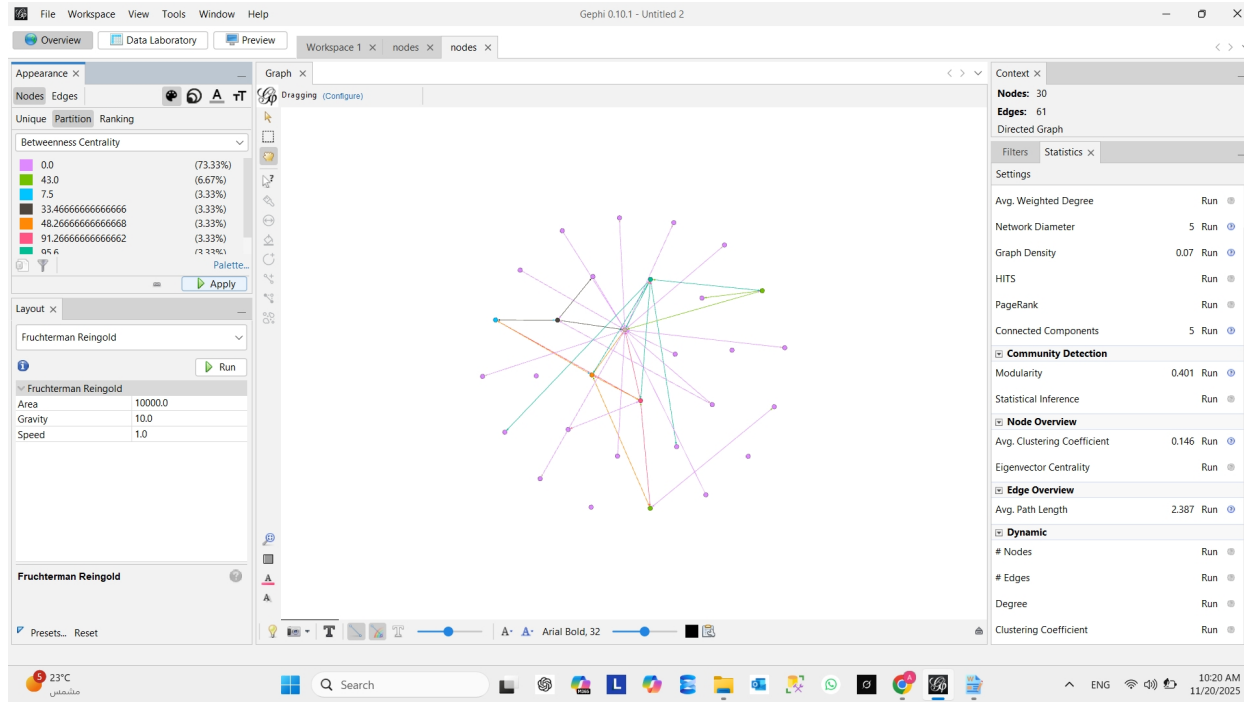 File Workspace View Tools Window Help
Gephi 0.10.1 - Untitled 2
Overview Data Laboratory Preview
Workspace 1 nodes nodes
Appearance
Nodes Edges
Unique Partition Ranking
Betweenness Centrality
0.0 (73.33%)
43.0 (6.67%)
7.5 (3.33%)
33.46666666666666 (3.33%)
48.26666666666668 (3.33%)
91.26666666666662 (3.33%)
95.6 (3.33%)
Palette...
Apply
Layout
Fruchterman Reingold
Run
Fruchterman Reingold
Area 10000.0
Gravity 10.0
Speed 1.0
Fruchterman Reingold
Presets... Reset
Graph
Dragging (Configure)
Arial Bold, 32
Context
Nodes: 30
Edges: 61
Directed Graph
Filters Statistics
Settings
Avg. Weighted Degree Run
Network Diameter 5 Run
Graph Density 0.07 Run
HITS Run
PageRank Run
Connected Components 5 Run
Community Detection
Modularity 0.401 Run
Statistical Inference Run
Node Overview
Avg. Clustering Coefficient 0.146 Run
Eigenvector Centrality Run
Edge Overview
Avg. Path Length 2.387 Run
Dynamic
# Nodes Run
# Edges Run
Degree Run
Clustering Coefficient Run
5
23°C
مشمس
Search
ENG
10:20 AM
11/20/2025